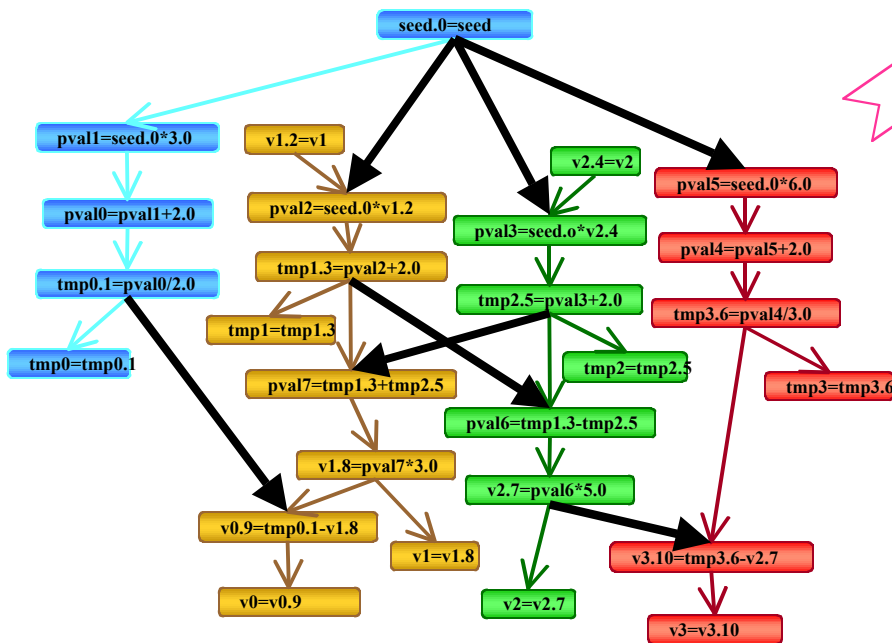 seed.0=seed
pval1=seed.0*3.0
v1.2=v1
v2.4=v2
pval5=seed.0*6.0
pval2=seed.0*v1.2
pval0=pval1+2.0
pval3=seed.o*v2.4
pval4=pval5+2.0
tmp1.3=pval2+2.0
tmp0.1=pval0/2.0
tmp2.5=pval3+2.0
tmp3.6=pval4/3.0
tmp1=tmp1.3
tmp0=tmp0.1
tmp2=tmp2.5
pval7=tmp1.3+tmp2.5
tmp3=tmp3.6
pval6=tmp1.3-tmp2.5
v1.8=pval7*3.0
v2.7=pval6*5.0
v0.9=tmp0.1-v1.8
v1=v1.8
v3.10=tmp3.6-v2.7
v0=v0.9
v2=v2.7
v3=v3.10